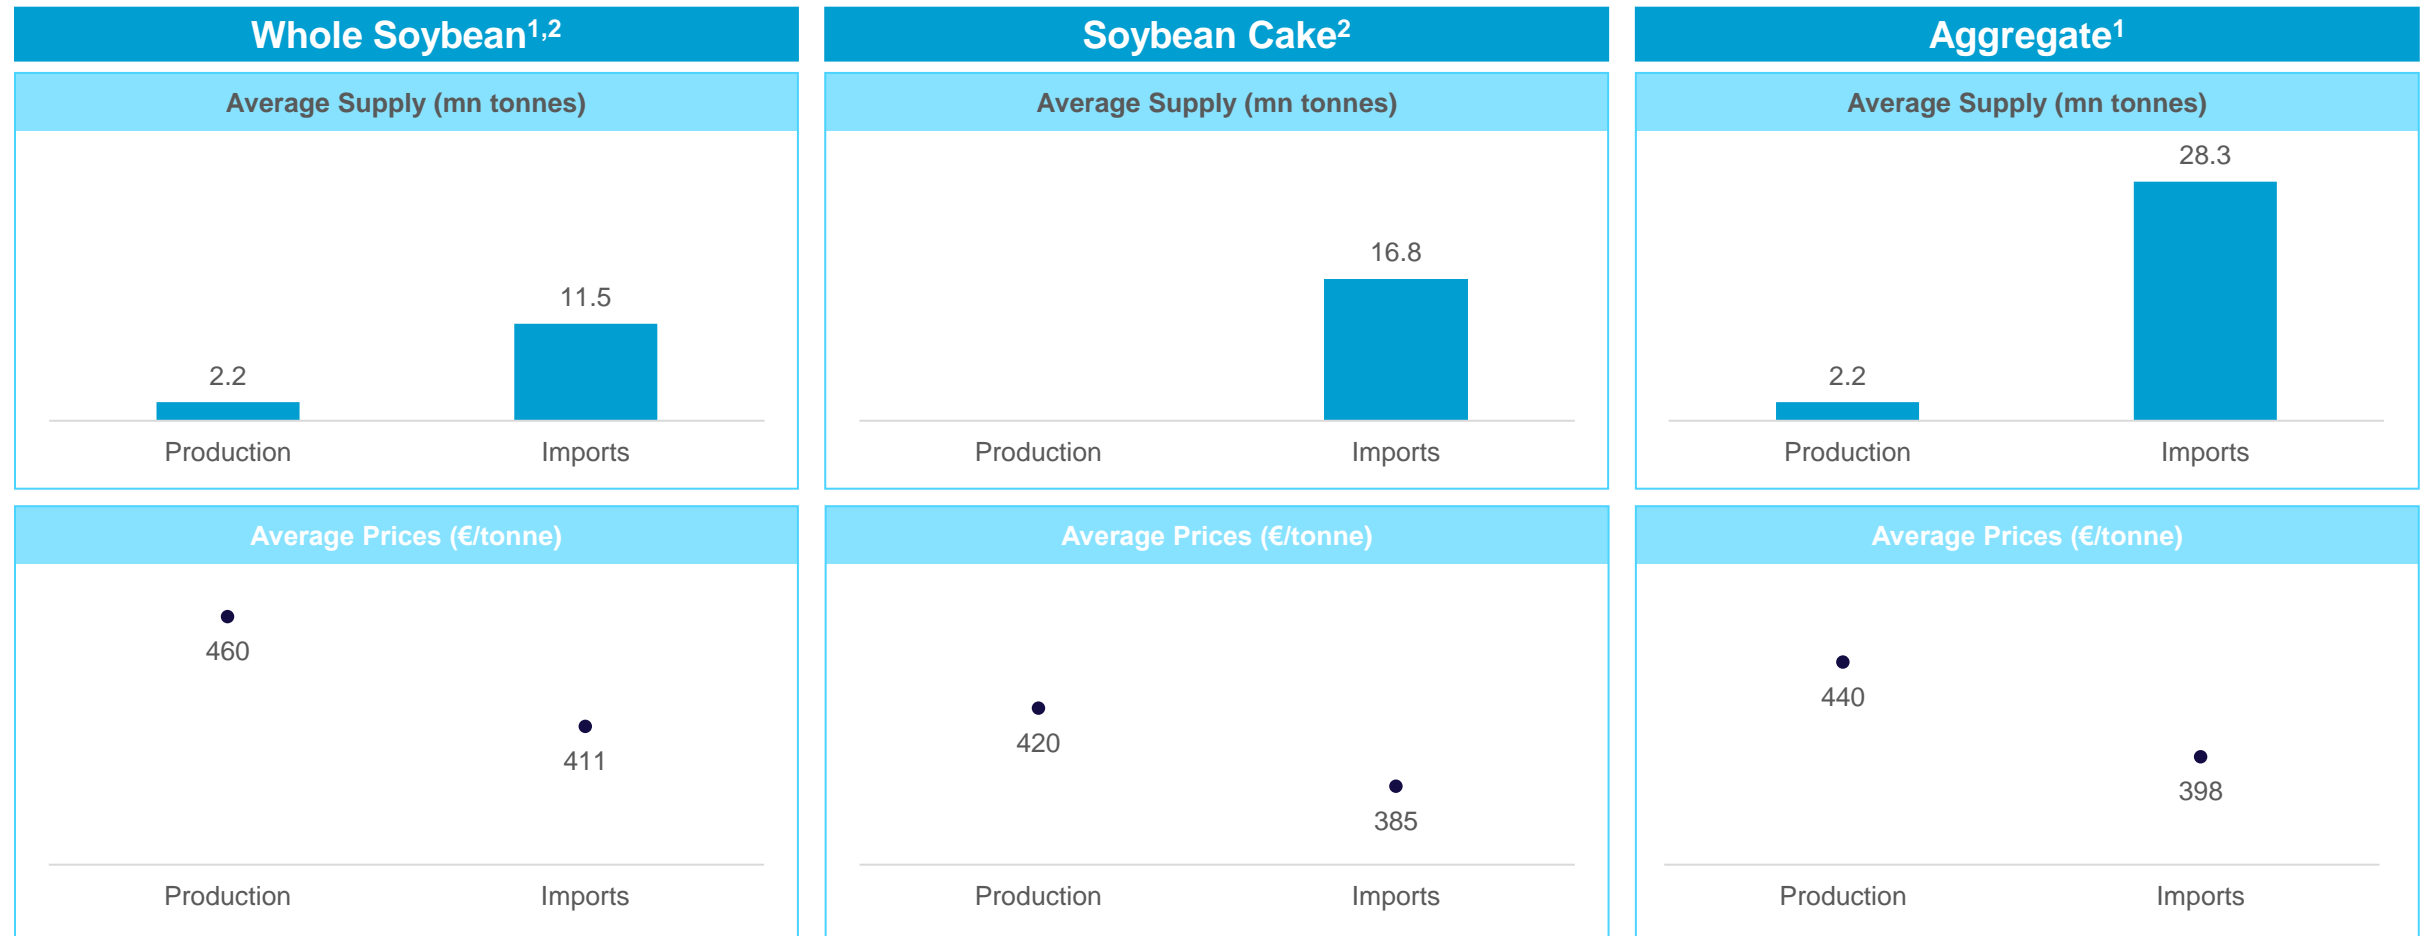 Whole Soybean1,2
Average Supply (mn tonnes)
2.2
11.5
Production Imports
Average Prices (€/tonne)
460
411
Production Imports
Soybean Cake2
Average Supply (mn tonnes)
16.8
Production Imports
Average Prices (€/tonne)
420
385
Production Imports
Aggregate1
Average Supply (mn tonnes)
28.3
2.2
Production Imports
Average Prices (€/tonne)
440
398
Production Imports